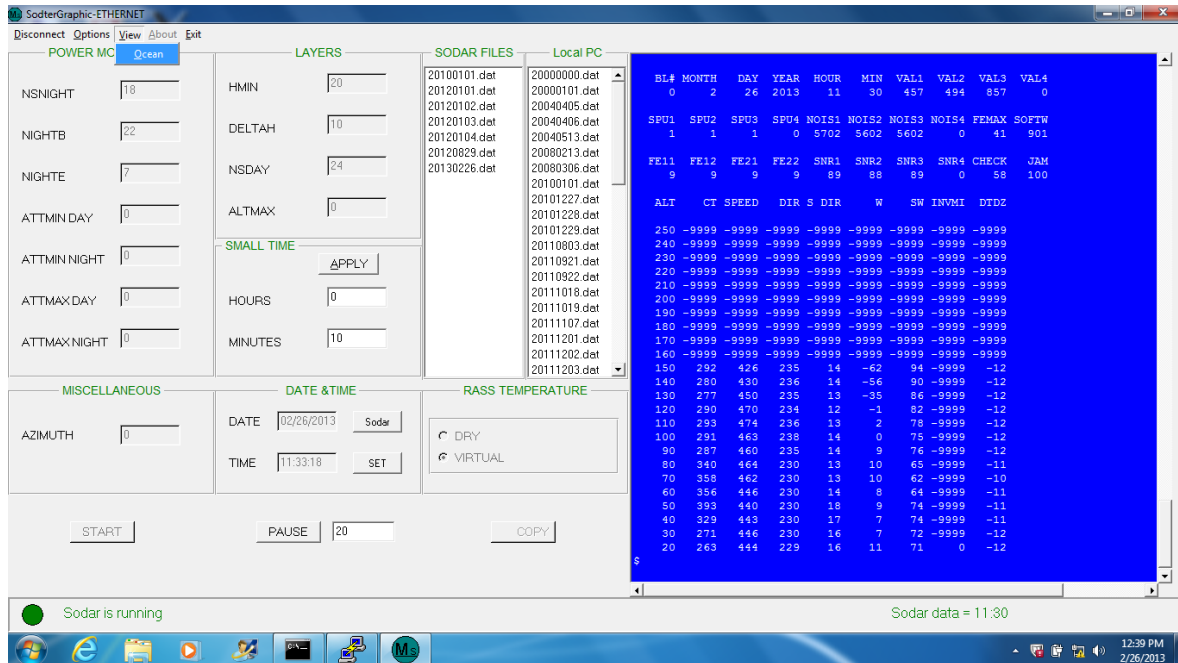 SodterGraphic-ETHERNET
Disconnect Options View About Exit
Ocean
POWER MO
NSNIGHT 18
NIGHTB 22
NIGHTE 7
ATTMIN DAY 0
ATTMIN NIGHT 0
ATTMAX DAY 0
ATTMAX NIGHT 0
LAYERS
HMIN 20
DELTAH 10
NSDAY 24
ALTMAX 0
SMALL TIME
APPLY
HOURS 0
MINUTES 10
SODAR FILES
20100101.dat
20120101.dat
20120102.dat
20120103.dat
20120104.dat
20120829.dat
20130226.dat
Local PC
20000000.dat
20000101.dat
20040405.dat
20040406.dat
20040513.dat
20080213.dat
20080306.dat
20100101.dat
20101227.dat
20101228.dat
20101229.dat
20110803.dat
20110921.dat
20110922.dat
20111018.dat
20111019.dat
20111107.dat
20111201.dat
20111202.dat
20111203.dat
MISCELLANEOUS
AZIMUTH 0
DATE &TIME
DATE 02/26/2013 Sodar
TIME 11:33:18 SET
RASS TEMPERATURE
DRY
VIRTUAL
START
PAUSE 20
COPY
BL# MONTH DAY YEAR HOUR MIN VAL1 VAL2 VAL3 VAL4
0 2 26 2013 11 30 457 494 857 0
SPU1 SPU2 SPU3 SPU4 NOIS1 NOIS2 NOIS3 NOIS4 FEMAX SOFTW
1 1 1 0 5702 5602 5602 0 41 901
FE11 FE12 FE21 FE22 SNR1 SNR2 SNR3 SNR4 CHECK JAM
9 9 9 9 89 88 89 0 58 100
ALT CT SPEED DIR S DIR W SW INVMI DTDZ
250 -9999 -9999 -9999 -9999 -9999 -9999 -9999 -9999
240 -9999 -9999 -9999 -9999 -9999 -9999 -9999 -9999
230 -9999 -9999 -9999 -9999 -9999 -9999 -9999 -9999
220 -9999 -9999 -9999 -9999 -9999 -9999 -9999 -9999
210 -9999 -9999 -9999 -9999 -9999 -9999 -9999 -9999
200 -9999 -9999 -9999 -9999 -9999 -9999 -9999 -9999
190 -9999 -9999 -9999 -9999 -9999 -9999 -9999 -9999
180 -9999 -9999 -9999 -9999 -9999 -9999 -9999 -9999
170 -9999 -9999 -9999 -9999 -9999 -9999 -9999 -9999
160 -9999 -9999 -9999 -9999 -9999 -9999 -9999 -9999
150 292 426 235 14 -62 94 -9999 -12
140 280 430 236 14 -56 90 -9999 -12
130 277 450 235 13 -35 86 -9999 -12
120 290 470 234 12 -1 82 -9999 -12
110 293 474 236 13 2 78 -9999 -12
100 291 463 238 14 0 75 -9999 -12
90 287 460 235 14 9 76 -9999 -12
80 340 464 230 13 10 65 -9999 -11
70 358 462 230 13 10 62 -9999 -10
60 356 446 230 14 8 64 -9999 -11
50 393 440 230 18 9 74 -9999 -11
40 329 443 230 17 7 74 -9999 -11
30 271 446 230 16 7 72 -9999 -12
20 263 444 229 16 11 71 0 -12
$
Sodar is running
Sodar data = 11:30
Ms
12:39 PM
2/26/2013